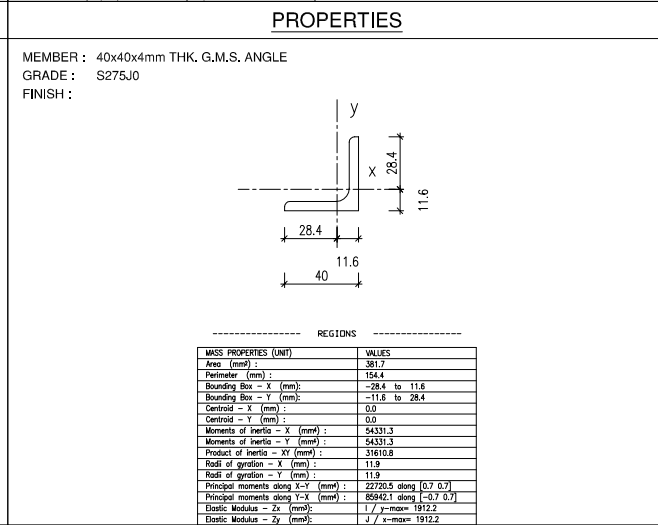 PROPERTIES
MEMBER : 40x40x4mm THK. G.M.S. ANGLE
GRADE : S275J0
FINISH :
y
X
28.4
11.6
28.4
11.6
40
---------------- REGIONS ----------------
MASS PROPERTIES (UNIT) VALUES
Area (mm²) : 381.7
Perimeter (mm) : 154.4
Bounding Box - X (mm): -28.4 to 11.6
Bounding Box - Y (mm): -11.6 to 28.4
Centroid - X (mm) : 0.0
Centroid - Y (mm) : 0.0
Moments of inertia - X (mm⁴) : 54331.3
Moments of inertia - Y (mm⁴) : 54331.3
Product of inertia - XY (mm⁴) : 31610.8
Radii of gyration - X (mm) : 11.9
Radii of gyration - Y (mm) : 11.9
Principal moments along X-Y (mm⁴) : 22720.5 along [0.7 0.7]
Principal moments along Y-X (mm⁴) : 85942.1 along [-0.7 0.7]
Elastic Modulus - Zx (mm³): I / y-max= 1912.2
Elastic Modulus - Zy (mm³): J / x-max= 1912.2